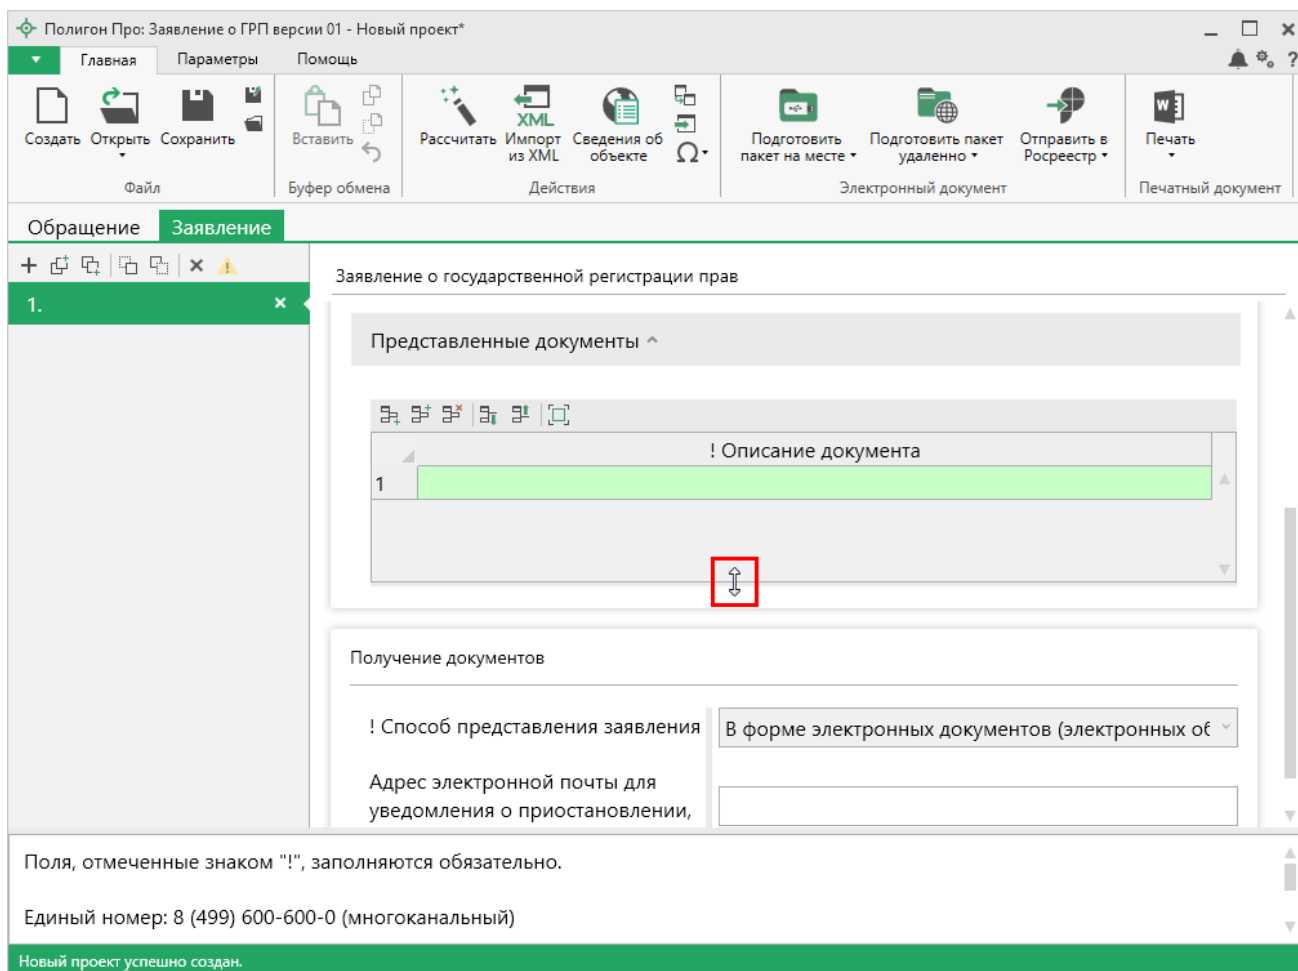 Полигон Про: Заявление о ГРП версии 01 - Новый проект*
Главная Параметры Помощь
Создать Открыть Сохранить
Вставить
Рассчитать Импорт из XML Сведения об объекте
Подготовить пакет на месте Подготовить пакет удаленно Отправить в Росреестр
Печать
Файл Буфер обмена Действия Электронный документ Печатный документ
Обращение Заявление
1.
Заявление о государственной регистрации прав
Представленные документы
! Описание документа
1
Получение документов
! Способ представления заявления
В форме электронных документов (электронных об
Адрес электронной почты для
уведомления о приостановлении,
Поля, отмеченные знаком "!", заполняются обязательно.
Единый номер: 8 (499) 600-600-0 (многоканальный)
Новый проект успешно создан.